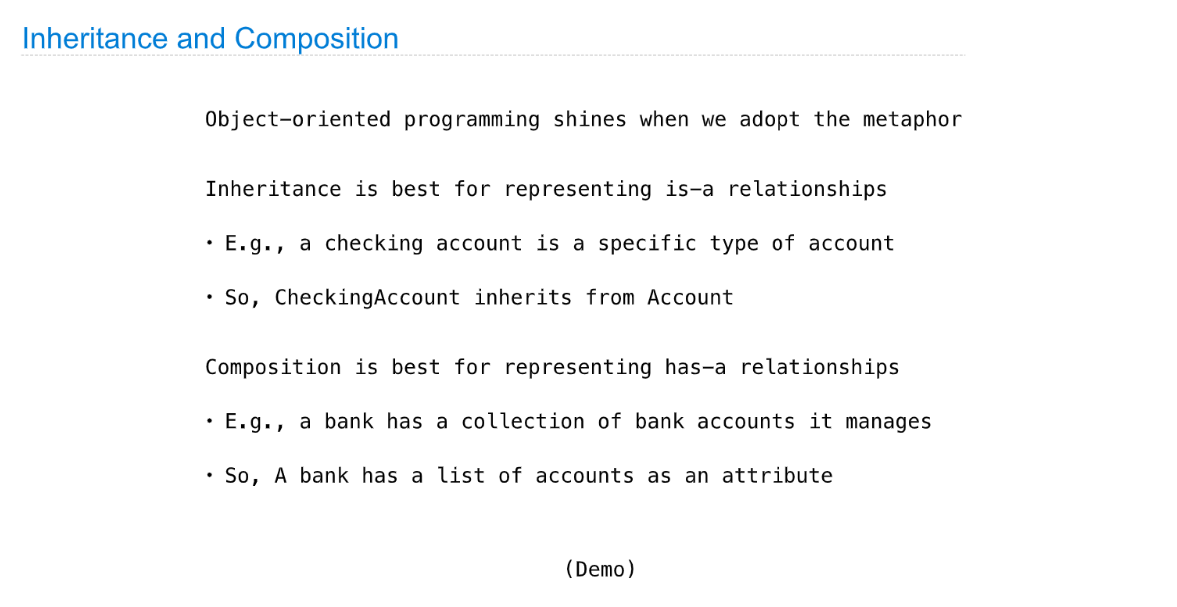 Inheritance and Composition
Object-oriented programming shines when we adopt the metaphor
Inheritance is best for representing is-a relationships
• E.g., a checking account is a specific type of account
• So, CheckingAccount inherits from Account
Composition is best for representing has-a relationships
• E.g., a bank has a collection of bank accounts it manages
• So, A bank has a list of accounts as an attribute
(Demo)